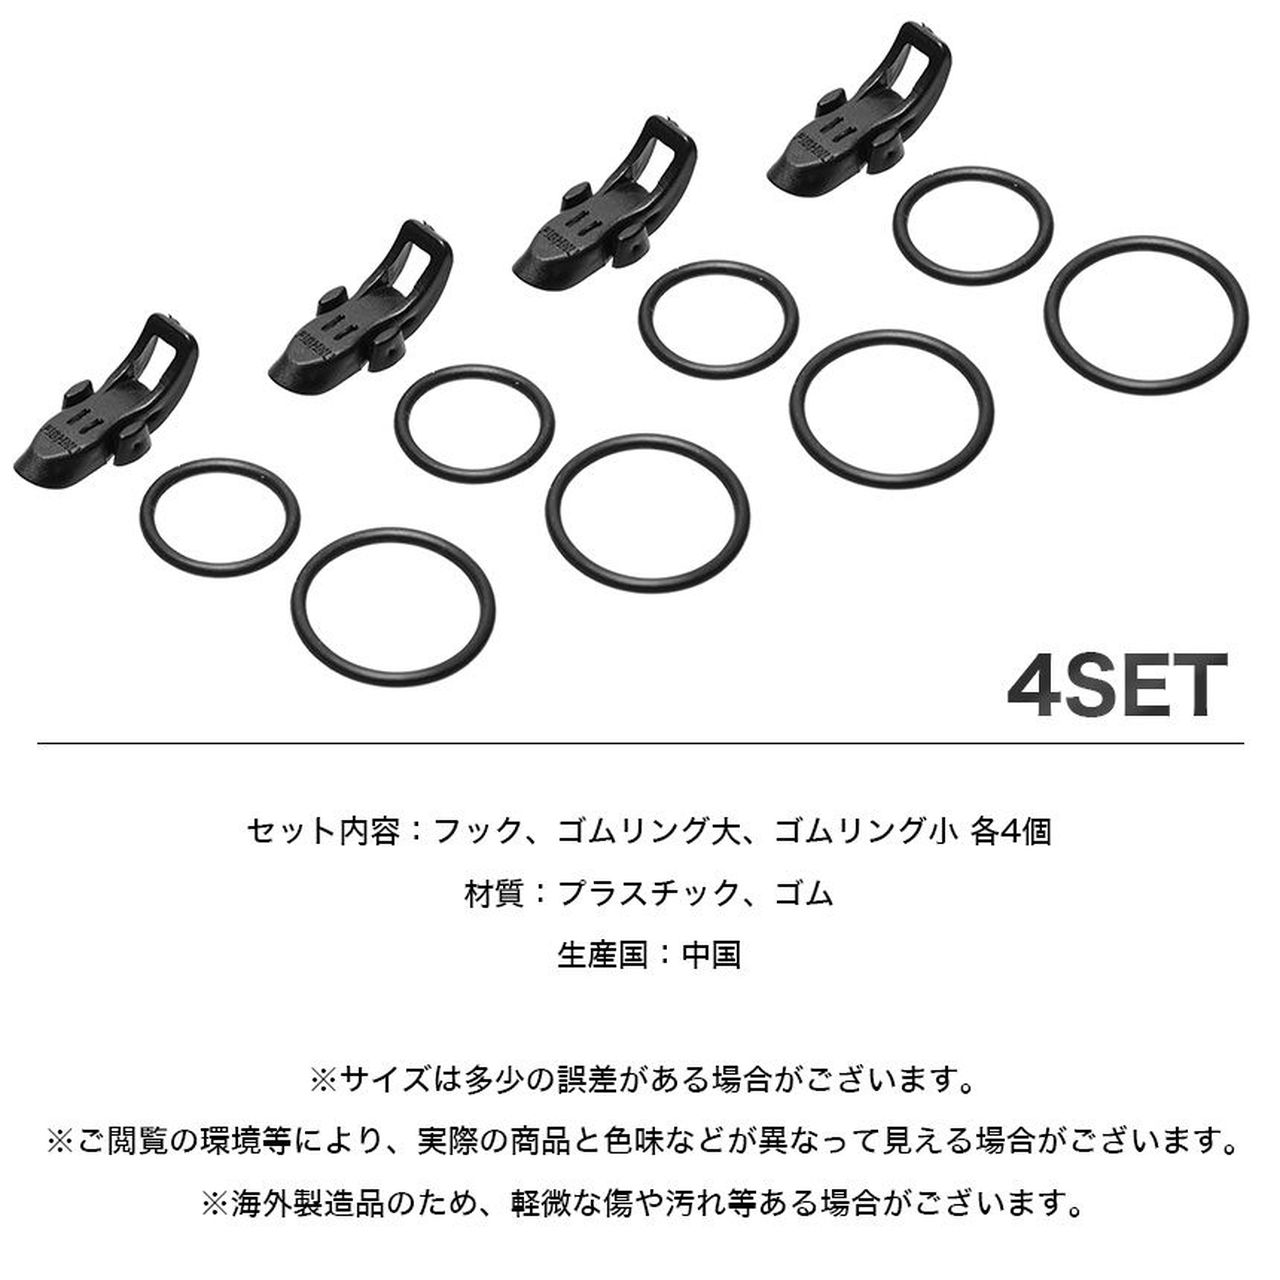 4SET
セット内容：フック、ゴムリング大、ゴムリング小 各4個
材質：プラスチック、ゴム
生産国：中国
※サイズは多少の誤差がある場合がございます。
※ご閲覧の環境等により、実際の商品と色味などが異なって見える場合がございます。
※海外製造品のため、軽微な傷や汚れ等ある場合がございます。